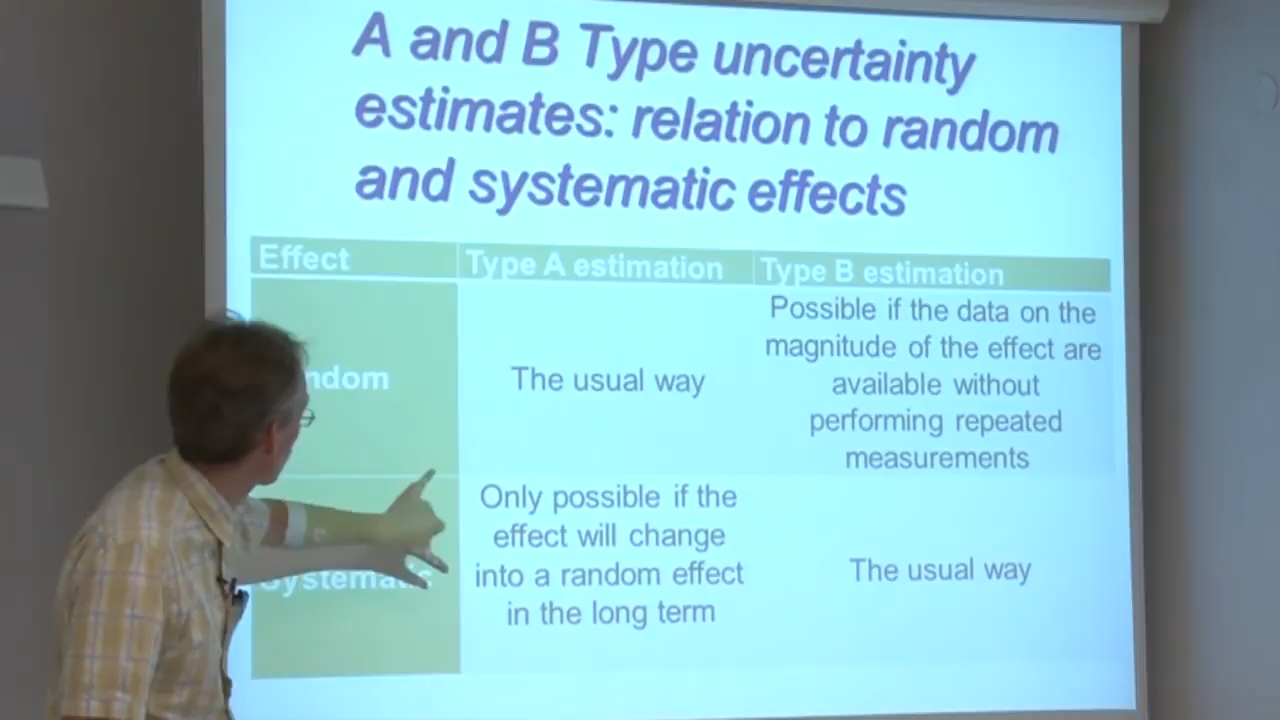 A and B Type uncertainty
estimates: relation to random
and systematic effects
Effect
Type A estimation
Type B estimation
ndom
The usual way
Possible if the data on the
magnitude of the effect are
available without
performing repeated
measurements
Systematic
Only possible if the
effect will change
into a random effect
in the long term
The usual way